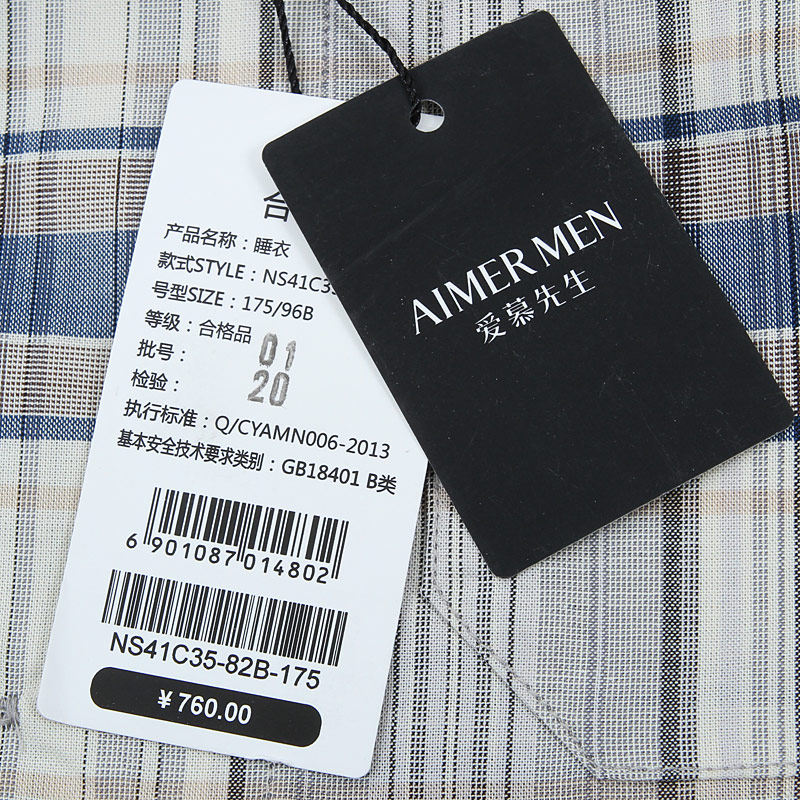 合
产品名称：睡衣
款式STYLE：NS41C35
号型SIZE：175/96B
等级：合格品
批号： 01
检验： 20
执行标准：Q/CYAMN006-2013
基本安全技术要求类别：GB18401 B类
6 901087 014802
NS41C35-82B-175
￥760.00
AIMER MEN
爱慕先生